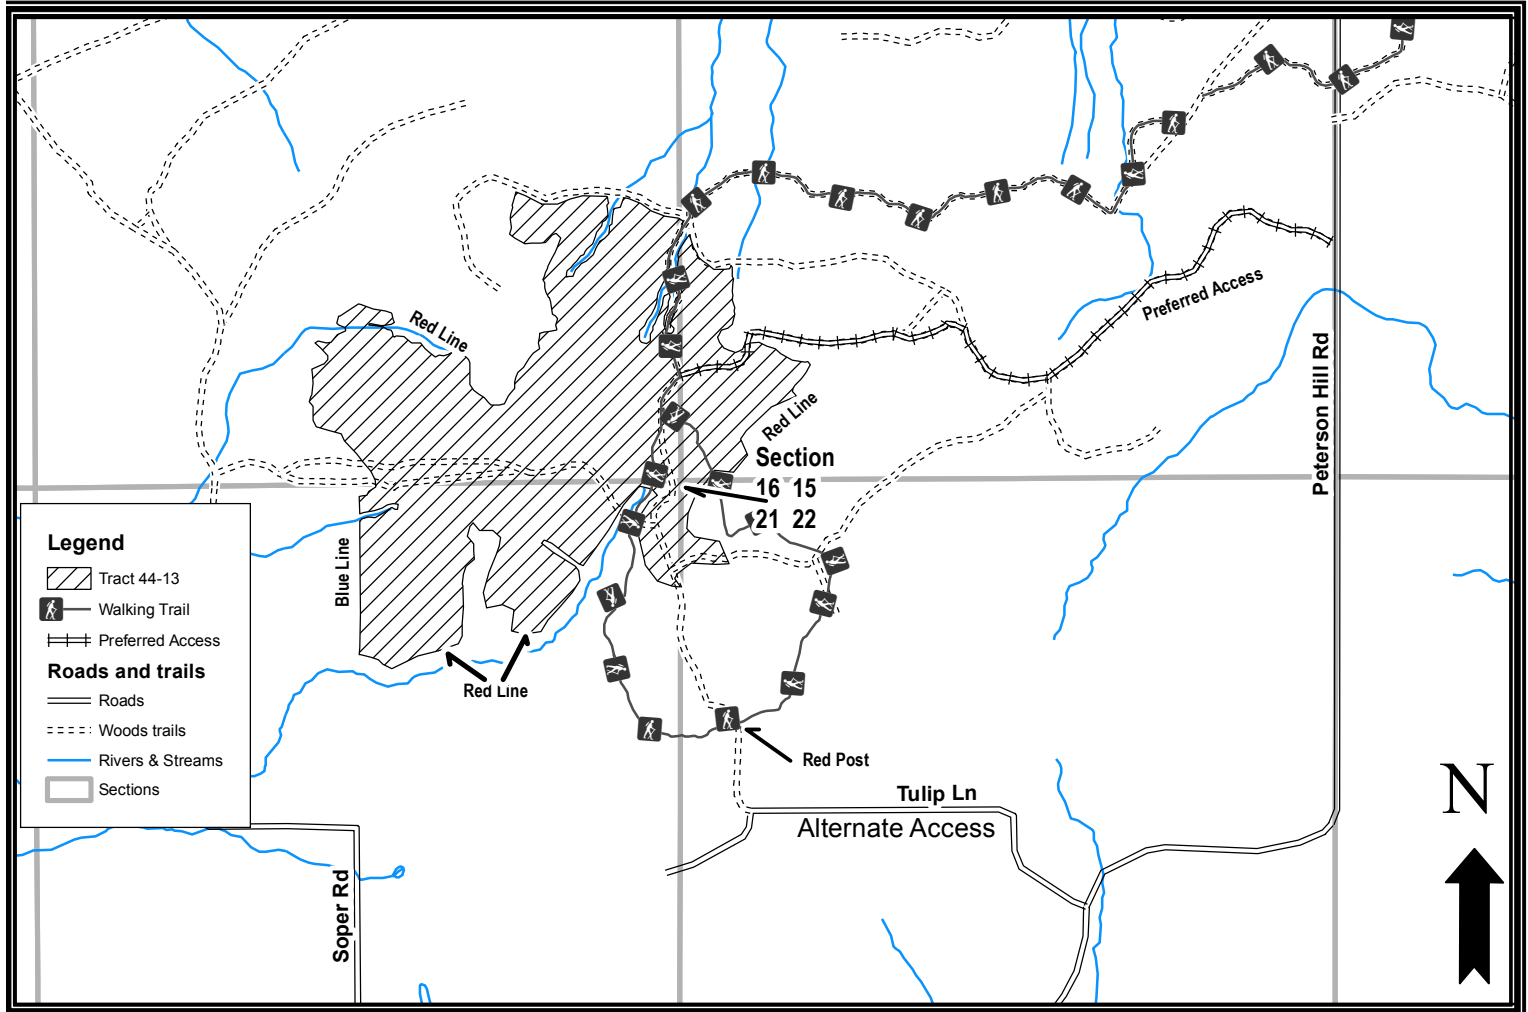 Red Line
Preferred Access
Peterson Hill Rd
Red Line
Section
16 15
21 22
Blue Line
Legend
Tract 44-13
Walking Trail
Preferred Access
Roads and trails
Roads
Woods trails
Rivers & Streams
Sections
Red Line
Red Post
Tulip Ln
Alternate Access
Soper Rd
N